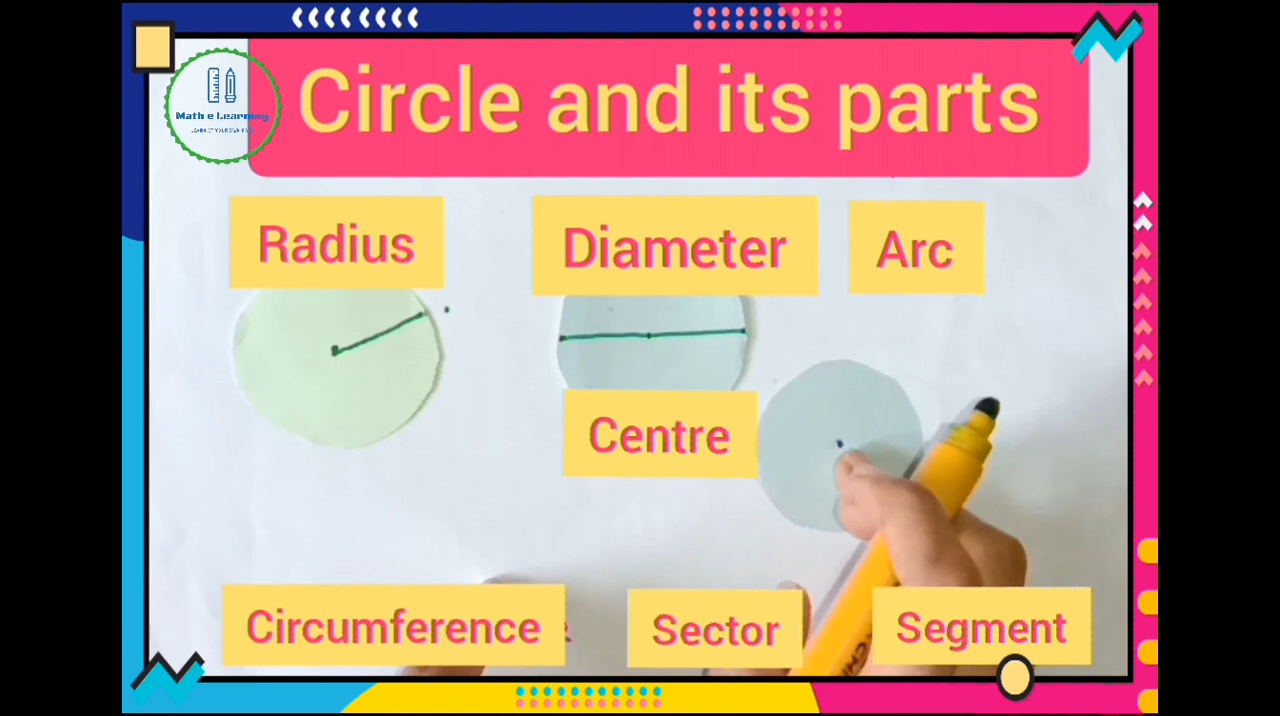 Circle and its parts
Math e Learning
Radius
Diameter
Arc
Centre
Circumference
Sector
Segment